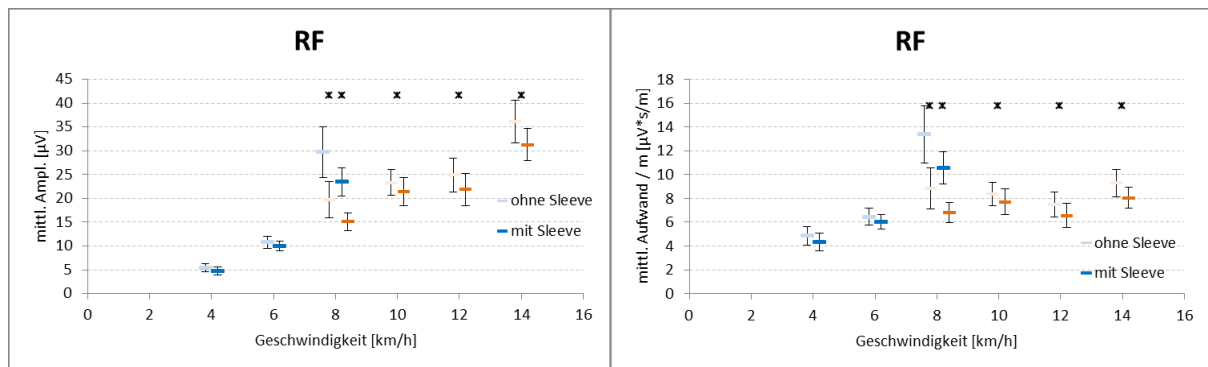 RF
mittl. Ampl. [µV]
45
40
35
30
25
20
15
10
5
0
0 2 4 6 8 10 12 14 16
Geschwindigkeit [km/h]
ohne Sleeve
mit Sleeve
RF
mittl. Aufwand / m [µV*s/m]
18
16
14
12
10
8
6
4
2
0
0 2 4 6 8 10 12 14 16
Geschwindigkeit [km/h]
ohne Sleeve
mit Sleeve